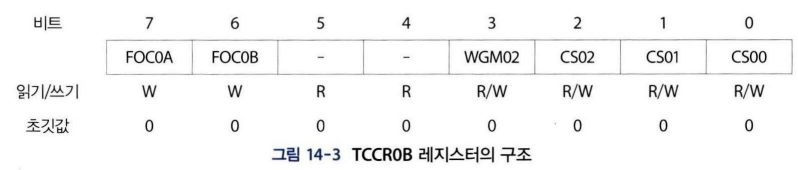 비트 7 6 5 4 3 2 1 0
FOC0A FOC0B - - WGM02 CS02 CS01 CS00
읽기/쓰기 W W R R R/W R/W R/W R/W
초깃값 0 0 0 0 0 0 0 0
그림 14-3 TCCR0B 레지스터의 구조